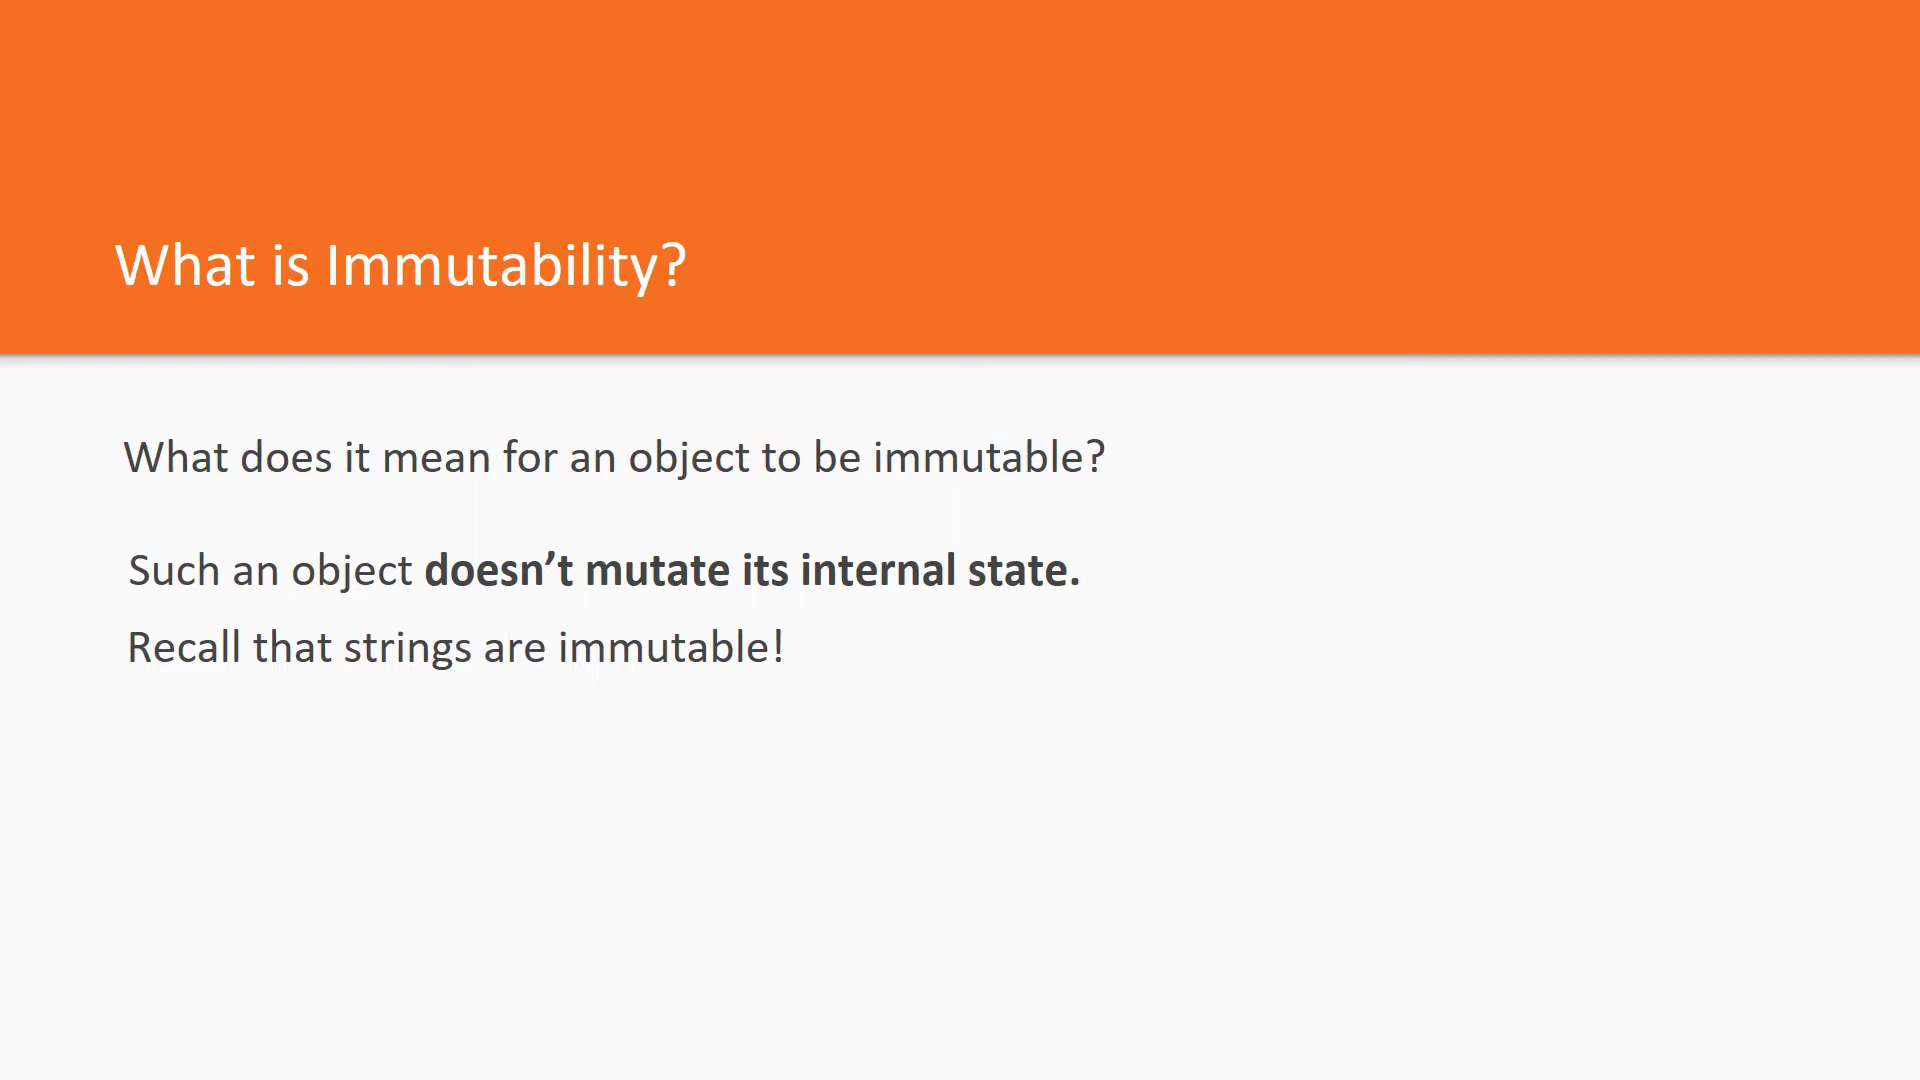 What is Immutability?
What does it mean for an object to be immutable?
Such an object doesn’t mutate its internal state.
Recall that strings are immutable!